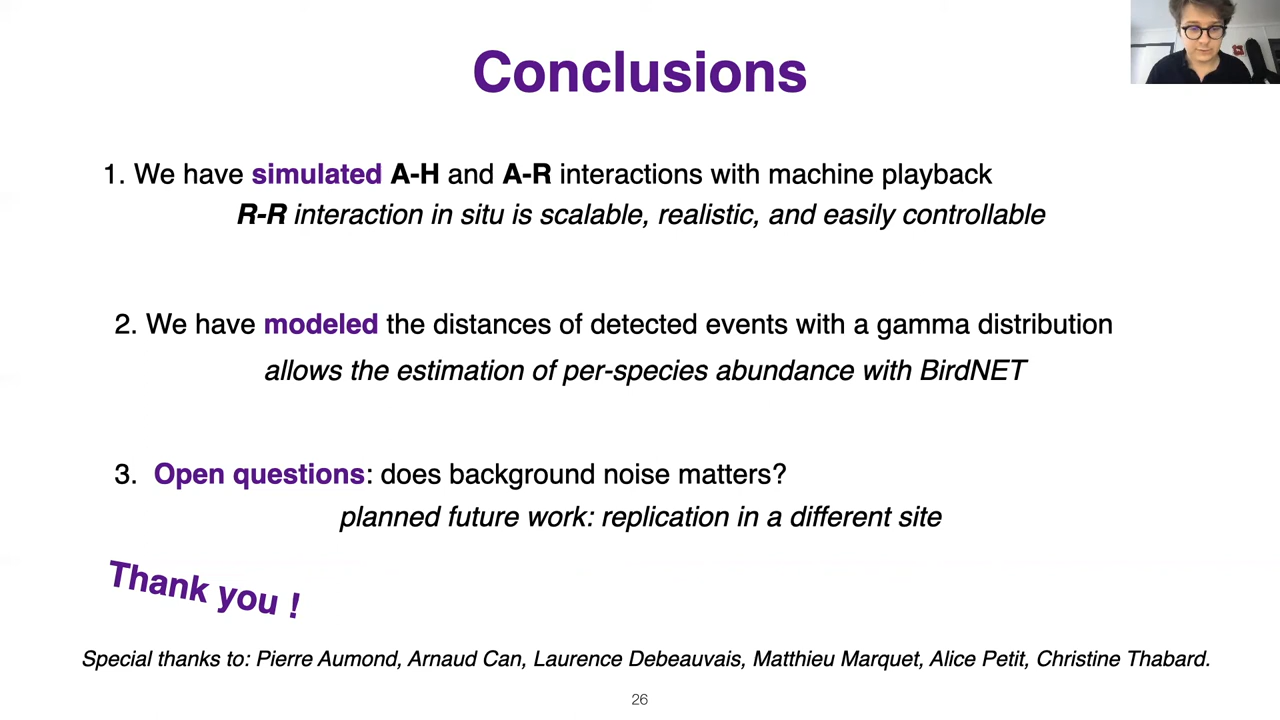 Conclusions
1. We have simulated A-H and A-R interactions with machine playback
R-R interaction in situ is scalable, realistic, and easily controllable
2. We have modeled the distances of detected events with a gamma distribution
allows the estimation of per-species abundance with BirdNET
3. Open questions: does background noise matters?
planned future work: replication in a different site
Thank you !
Special thanks to: Pierre Aumond, Arnaud Can, Laurence Debeauvais, Matthieu Marquet, Alice Petit, Christine Thabard.
26